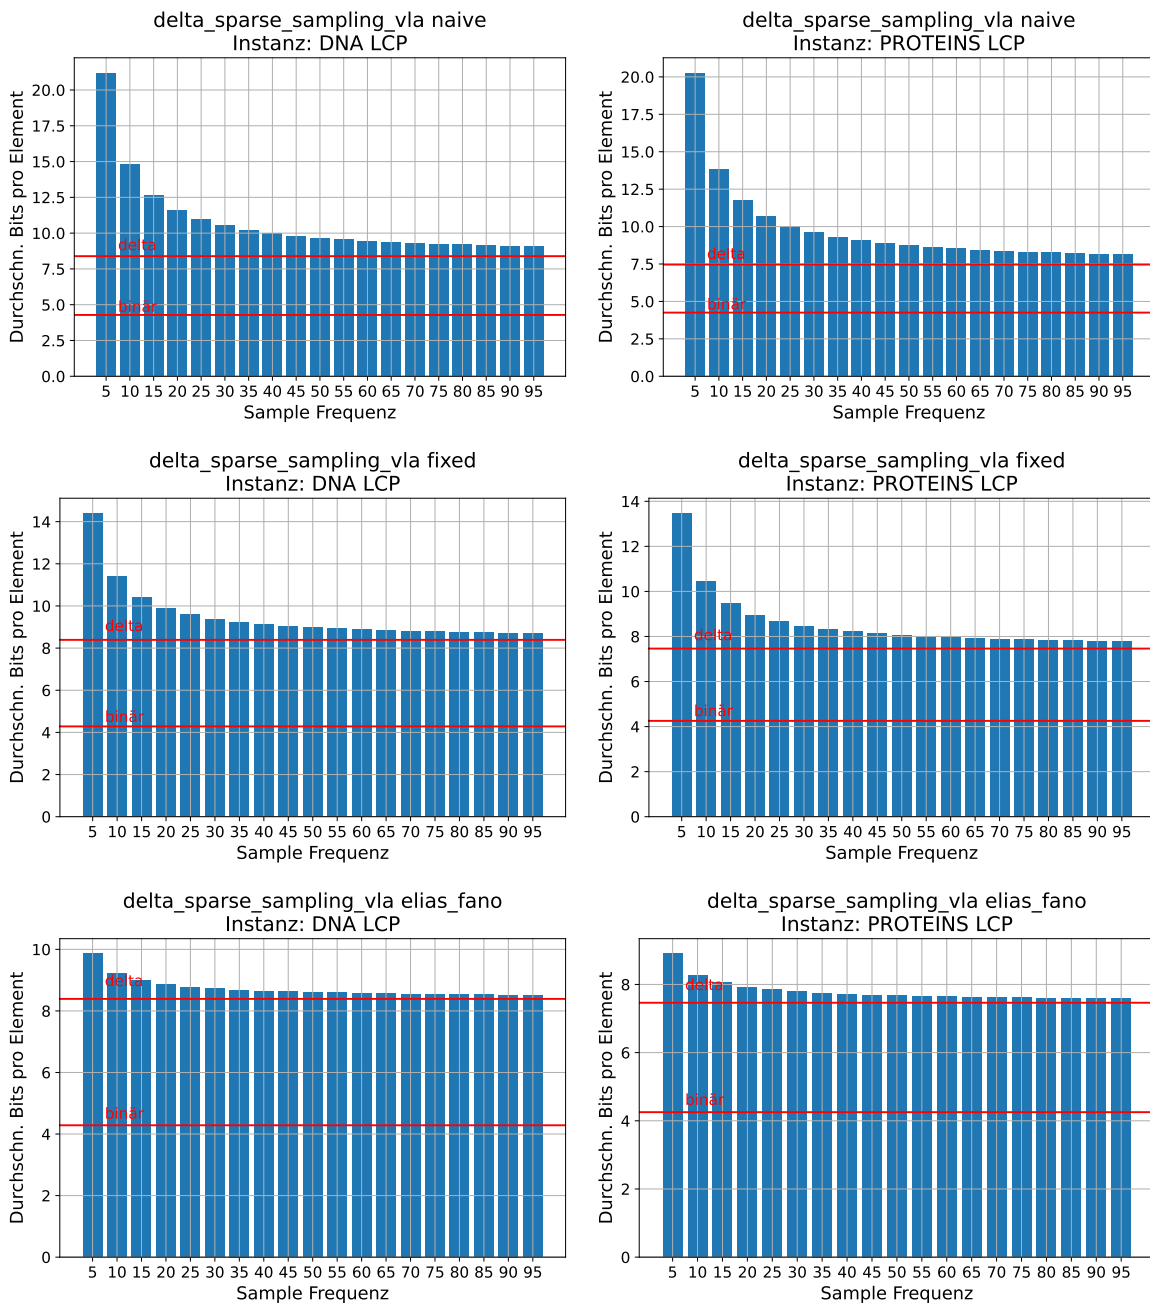 delta_sparse_sampling_vla naive
Instanz: DNA LCP
Durchschn. Bits pro Element
20.0
17.5
15.0
12.5
10.0
7.5
5.0
2.5
0.0
delta
binär
5 10 15 20 25 30 35 40 45 50 55 60 65 70 75 80 85 90 95
Sample Frequenz
delta_sparse_sampling_vla naive
Instanz: PROTEINS LCP
Durchschn. Bits pro Element
20.0
17.5
15.0
12.5
10.0
7.5
5.0
2.5
0.0
delta
binär
5 10 15 20 25 30 35 40 45 50 55 60 65 70 75 80 85 90 95
Sample Frequenz
delta_sparse_sampling_vla fixed
Instanz: DNA LCP
Durchschn. Bits pro Element
14
12
10
8
6
4
2
0
delta
binär
5 10 15 20 25 30 35 40 45 50 55 60 65 70 75 80 85 90 95
Sample Frequenz
delta_sparse_sampling_vla fixed
Instanz: PROTEINS LCP
Durchschn. Bits pro Element
14
12
10
8
6
4
2
0
delta
binär
5 10 15 20 25 30 35 40 45 50 55 60 65 70 75 80 85 90 95
Sample Frequenz
delta_sparse_sampling_vla elias_fano
Instanz: DNA LCP
Durchschn. Bits pro Element
10
8
6
4
2
0
delta
binär
5 10 15 20 25 30 35 40 45 50 55 60 65 70 75 80 85 90 95
Sample Frequenz
delta_sparse_sampling_vla elias_fano
Instanz: PROTEINS LCP
Durchschn. Bits pro Element
8
6
4
2
0
delta
binär
5 10 15 20 25 30 35 40 45 50 55 60 65 70 75 80 85 90 95
Sample Frequenz